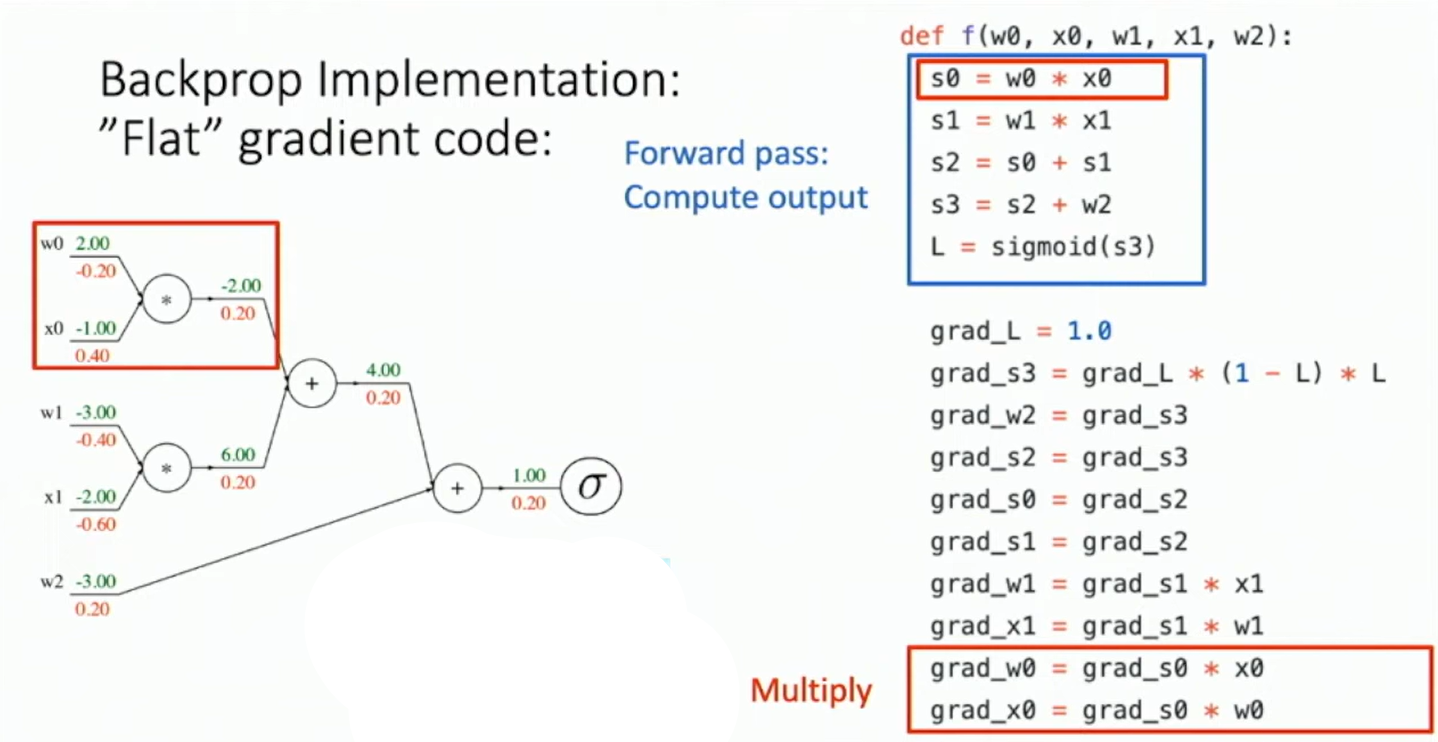 Backprop Implementation:
”Flat” gradient code:
Forward pass:
Compute output
def f(w0, x0, w1, x1, w2):
s0 = w0 * x0
s1 = w1 * x1
s2 = s0 + s1
s3 = s2 + w2
L = sigmoid(s3)
grad_L = 1.0
grad_s3 = grad_L * (1 - L) * L
grad_w2 = grad_s3
grad_s2 = grad_s3
grad_s0 = grad_s2
grad_s1 = grad_s2
grad_w1 = grad_s1 * x1
grad_x1 = grad_s1 * w1
grad_w0 = grad_s0 * x0
grad_x0 = grad_s0 * w0
Multiply
w0 2.00
-0.20
x0 -1.00
0.40
*
-2.00
0.20
w1 -3.00
-0.40
x1 -2.00
-0.60
*
6.00
0.20
+
4.00
0.20
w2 -3.00
0.20
+
1.00
0.20
σ